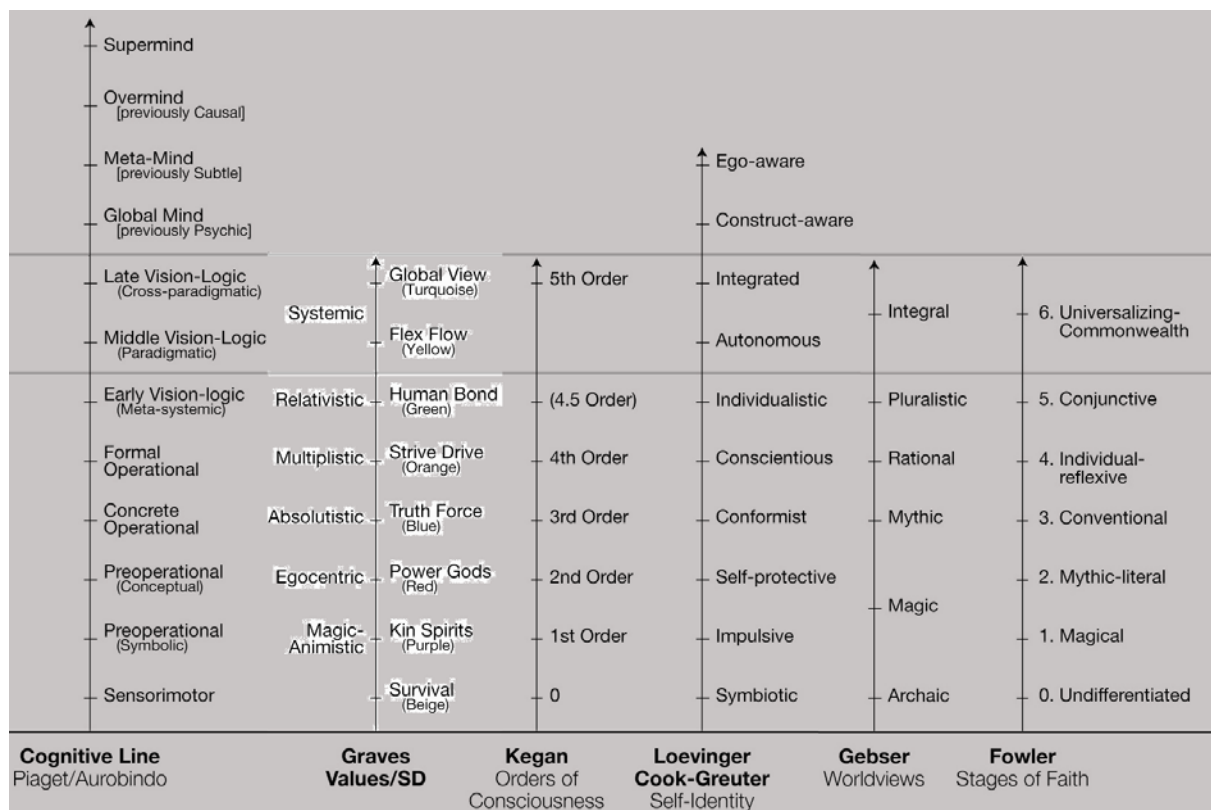 Supermind
Overmind
[previously Causal]
Meta-Mind
[previously Subtle]
Global Mind
[previously Psychic]
Late Vision-Logic
(Cross-paradigmatic)
Middle Vision-Logic
(Paradigmatic)
Early Vision-logic
(Meta-systemic)
Formal
Operational
Concrete
Operational
Preoperational
(Conceptual)
Preoperational
(Symbolic)
Sensorimotor
Cognitive Line
Piaget/Aurobindo
Systemic
Relativistic
Multiplistic
Absolutistic
Egocentric
Magic-
Animistic
Global View
(Turquoise)
Flex Flow
(Yellow)
Human Bond
(Green)
Strive Drive
(Orange)
Truth Force
(Blue)
Power Gods
(Red)
Kin Spirits
(Purple)
Survival
(Beige)
Graves
Values/SD
5th Order
(4.5 Order)
4th Order
3rd Order
2nd Order
1st Order
0
Kegan
Orders of
Consciousness
Ego-aware
Construct-aware
Integrated
Autonomous
Individualistic
Conscientious
Conformist
Self-protective
Impulsive
Symbiotic
Loevinger
Cook-Greuter
Self-Identity
Integral
Pluralistic
Rational
Mythic
Magic
Archaic
Gebser
Worldviews
6. Universalizing-
Commonwealth
5. Conjunctive
4. Individual-
reflexive
3. Conventional
2. Mythic-literal
1. Magical
0. Undifferentiated
Fowler
Stages of Faith